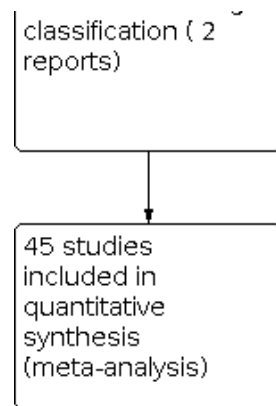 classification ( 2
reports)
45 studies
included in
quantitative
synthesis
(meta-analysis)